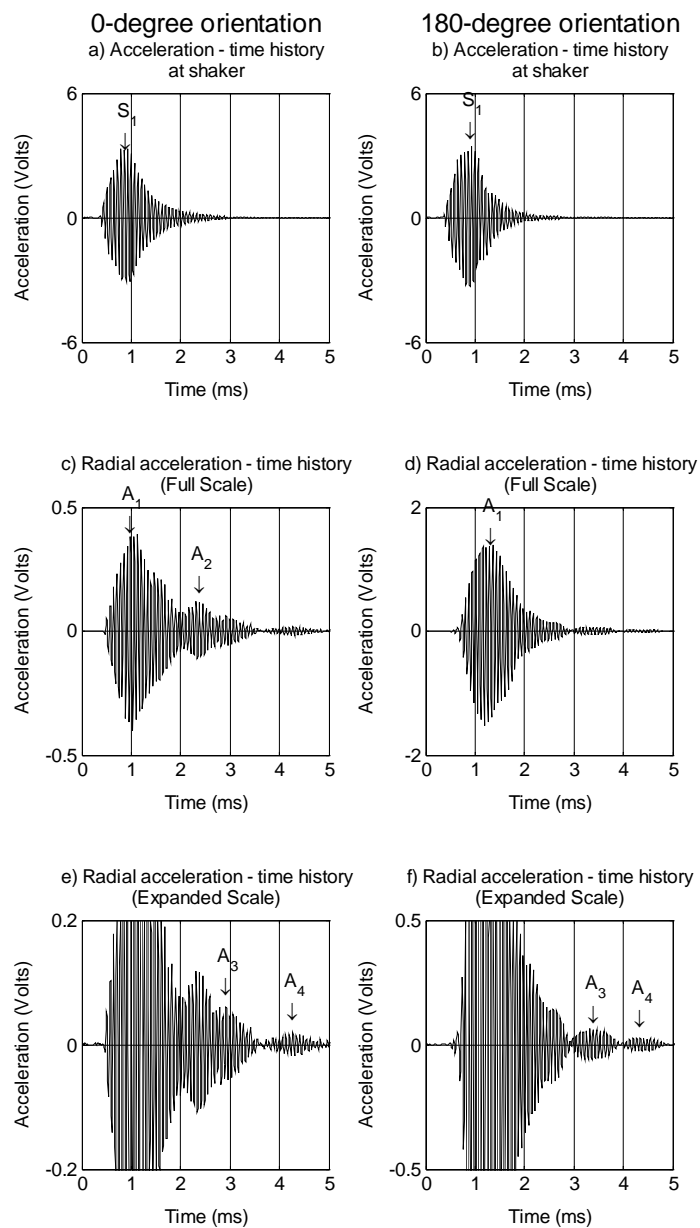 0-degree orientation
a) Acceleration - time history
at shaker
6
S1
↓
Acceleration (Volts)
0
-6
0 1 2 3 4 5
Time (ms)
180-degree orientation
b) Acceleration - time history
at shaker
6
S1
↓
Acceleration (Volts)
0
-6
0 1 2 3 4 5
Time (ms)
c) Radial acceleration - time history
(Full Scale)
0.5
A1
↓
A2
↓
Acceleration (Volts)
0
-0.5
0 1 2 3 4 5
Time (ms)
d) Radial acceleration - time history
(Full Scale)
2
A1
↓
Acceleration (Volts)
0
-2
0 1 2 3 4 5
Time (ms)
e) Radial acceleration - time history
(Expanded Scale)
0.2
A3
↓
A4
↓
Acceleration (Volts)
0
-0.2
0 1 2 3 4 5
Time (ms)
f) Radial acceleration - time history
(Expanded Scale)
0.5
A3
↓
A4
↓
Acceleration (Volts)
0
-0.5
0 1 2 3 4 5
Time (ms)